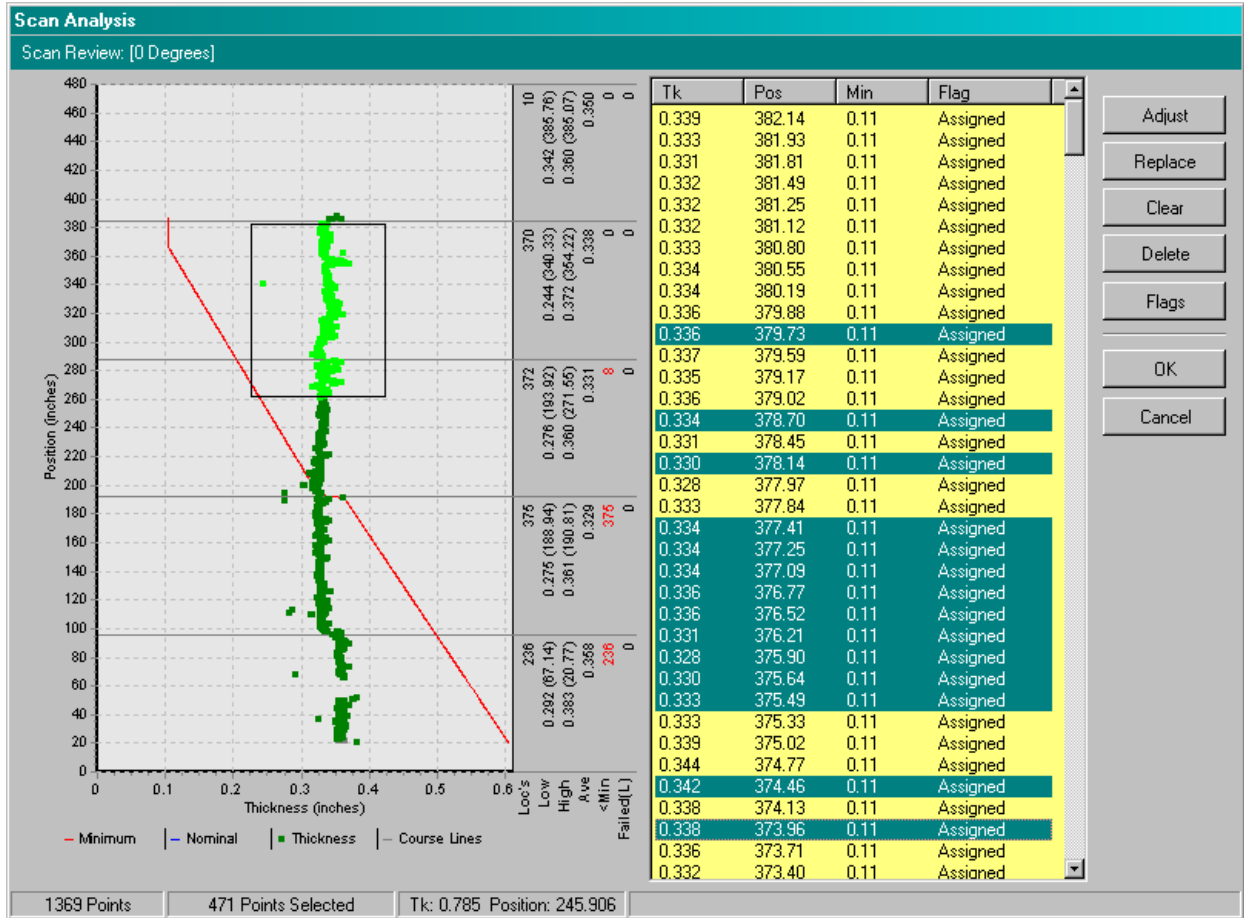 Scan Analysis
Scan Review: [0 Degrees]
480
460
440
420
400
380
360
340
320
300
280
260
240
220
200
180
160
140
120
100
80
60
40
20
0
Position (inches)
0 0.1 0.2 0.3 0.4 0.5 0.6
Thickness (inches)
Minimum Nominal Thickness Course Lines
10
0.342 (385.76)
0.360 (385.07)
0.350
0
0
370
0.244 (340.33)
0.372 (354.22)
0.338
0
0
372
0.276 (193.92)
0.360 (271.55)
0.331
8
0
375
0.275 (188.94)
0.361 (190.81)
0.329
375
0
236
0.292 (67.14)
0.383 (20.77)
0.358
236
0
Loc's
Low
High
Ave
<Min
Failed(L)
Tk Pos Min Flag
0.339 382.14 0.11 Assigned
0.333 381.93 0.11 Assigned
0.331 381.81 0.11 Assigned
0.332 381.49 0.11 Assigned
0.332 381.25 0.11 Assigned
0.332 381.12 0.11 Assigned
0.333 380.80 0.11 Assigned
0.334 380.55 0.11 Assigned
0.334 380.19 0.11 Assigned
0.336 379.88 0.11 Assigned
0.336 379.73 0.11 Assigned
0.337 379.59 0.11 Assigned
0.335 379.17 0.11 Assigned
0.336 379.02 0.11 Assigned
0.334 378.70 0.11 Assigned
0.331 378.45 0.11 Assigned
0.330 378.14 0.11 Assigned
0.328 377.97 0.11 Assigned
0.333 377.84 0.11 Assigned
0.334 377.41 0.11 Assigned
0.334 377.25 0.11 Assigned
0.334 377.09 0.11 Assigned
0.336 376.77 0.11 Assigned
0.336 376.52 0.11 Assigned
0.331 376.21 0.11 Assigned
0.328 375.90 0.11 Assigned
0.330 375.64 0.11 Assigned
0.333 375.49 0.11 Assigned
0.333 375.33 0.11 Assigned
0.339 375.02 0.11 Assigned
0.344 374.77 0.11 Assigned
0.342 374.46 0.11 Assigned
0.338 374.13 0.11 Assigned
0.338 373.96 0.11 Assigned
0.336 373.71 0.11 Assigned
0.332 373.40 0.11 Assigned
Adjust
Replace
Clear
Delete
Flags
OK
Cancel
1369 Points 471 Points Selected Tk: 0.785 Position: 245.906